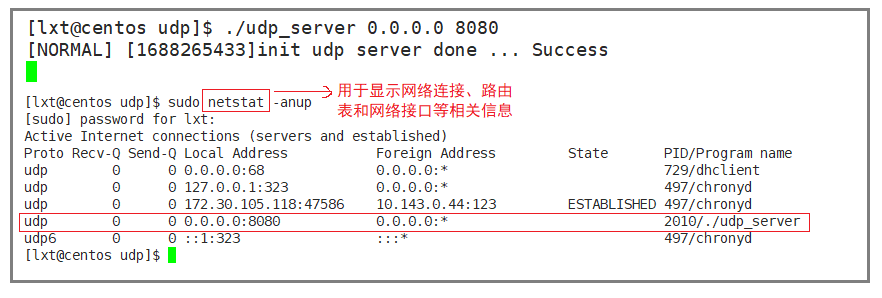 [lxt@centos udp]$ ./udp_server 0.0.0.0 8080
[NORMAL] [1688265433]init udp server done ... Success
[lxt@centos udp]$ sudo netstat -anup
用于显示网络连接、路由
表和网络接口等相关信息
[sudo] password for lxt:
Active Internet connections (servers and established)
Proto Recv-Q Send-Q Local Address           Foreign Address         State       PID/Program name
udp        0      0 0.0.0.0:68              0.0.0.0:*                           729/dhclient
udp        0      0 127.0.0.1:323           0.0.0.0:*                           497/chronyd
udp        0      0 172.30.105.118:47586    10.143.0.44:123         ESTABLISHED 497/chronyd
udp        0      0 0.0.0.0:8080            0.0.0.0:*                           2010/./udp_server
udp6       0      0 ::1:323                 :::*                                497/chronyd
[lxt@centos udp]$